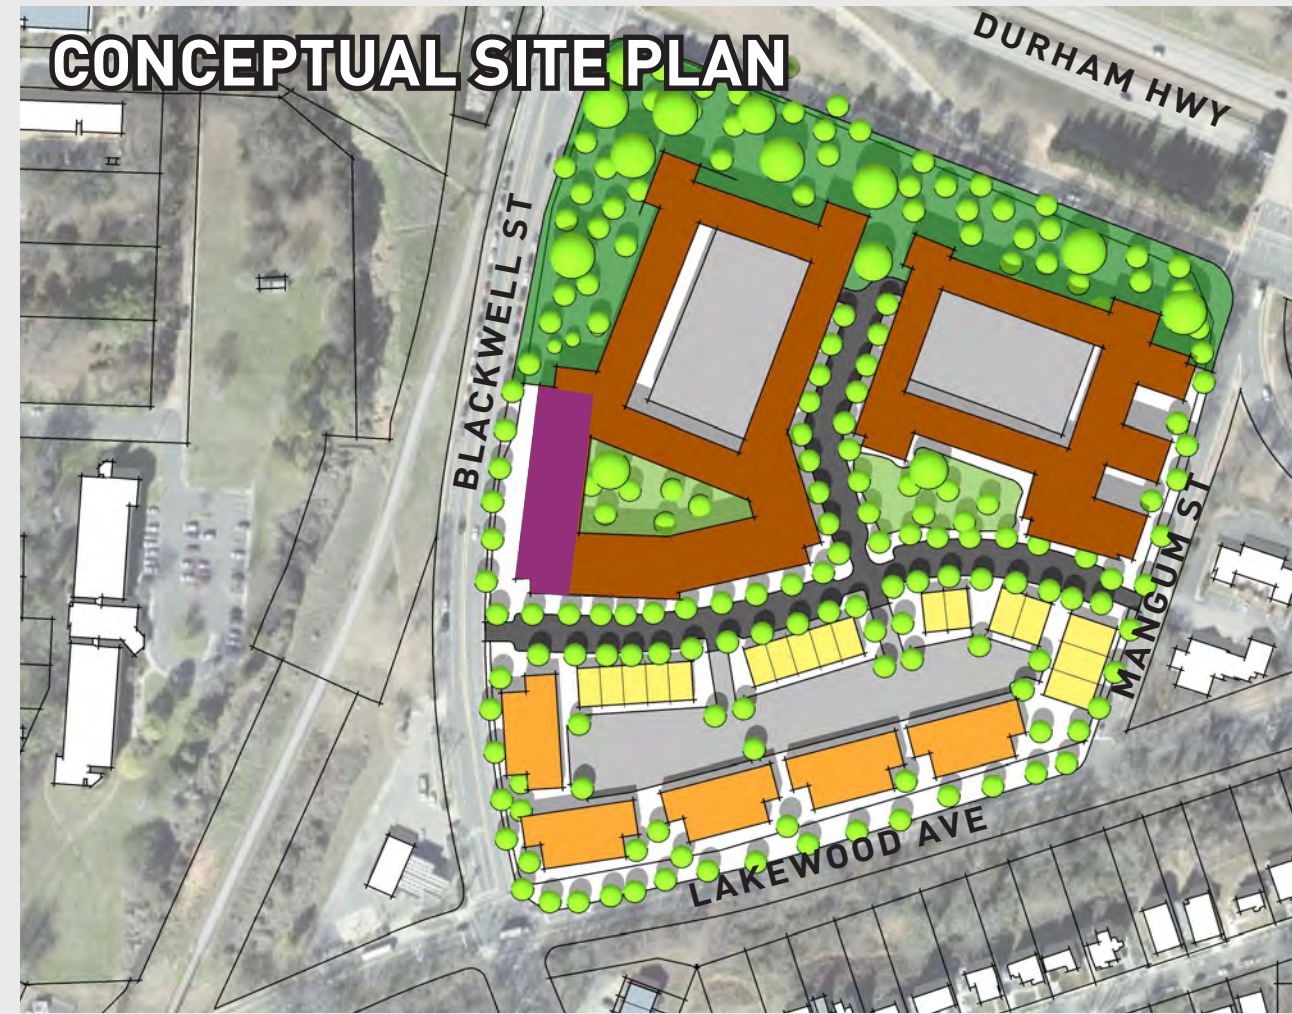 CONCEPTUAL SITE PLAN
DURHAM HWY
BLACKWELL ST
MANGUM ST
LAKEWOOD AVE